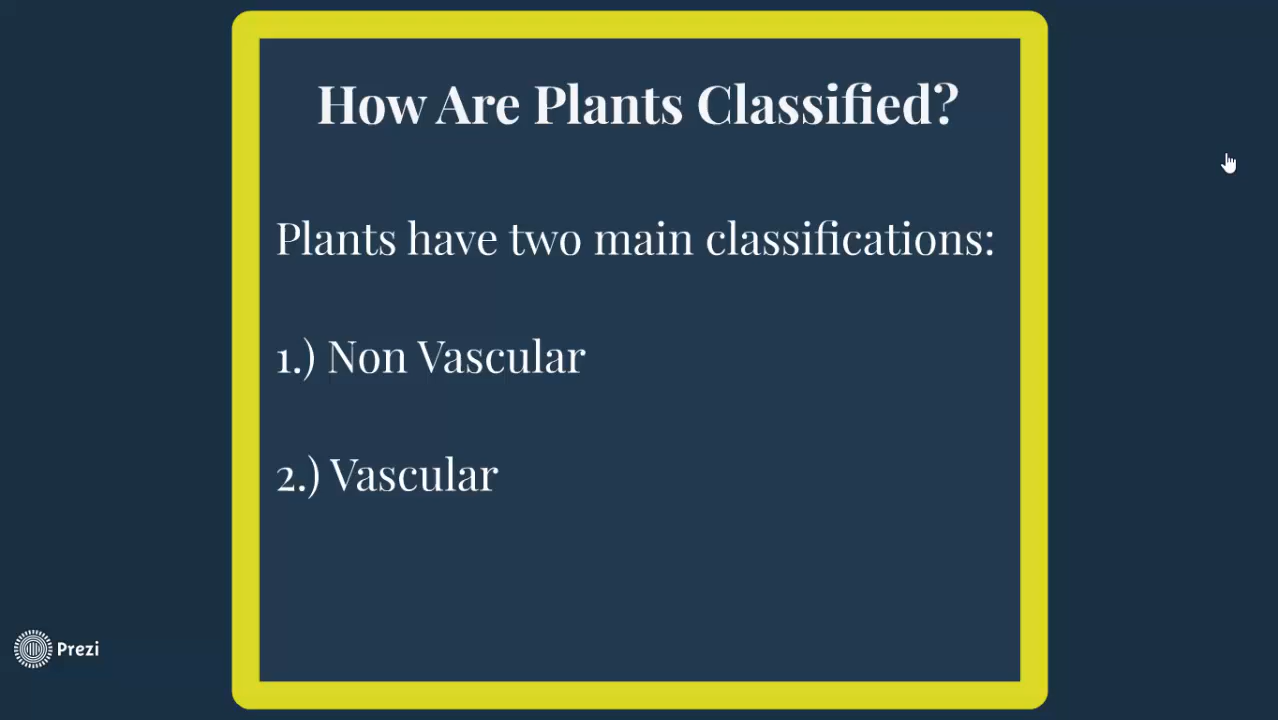 How Are Plants Classified?
Plants have two main classifications:
1.) Non Vascular
2.) Vascular
Prezi